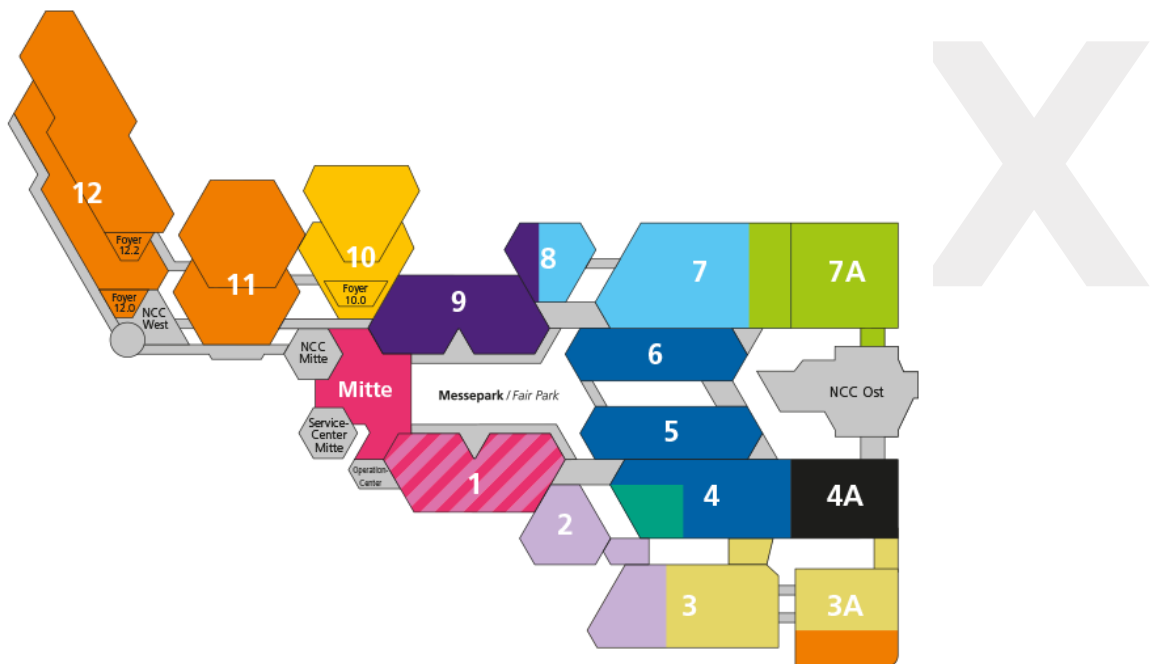 12
Foyer
12.2
Foyer
12.0
NCC
West
11
10
Foyer
10.0
9
8
7
7A
NCC
Mitte
Mitte
Messepark / Fair Park
6
NCC Ost
Service-
Center
Mitte
5
Operation-
Center
1
4
4A
2
3
3A
X